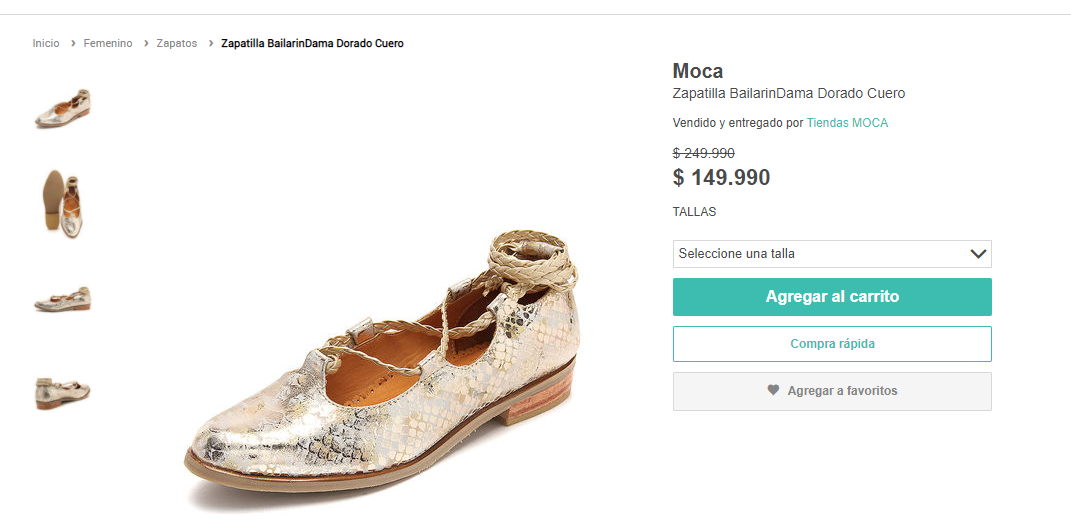 Inicio > Femenino > Zapatos > Zapatilla BailarinDama Dorado Cuero
Moca
Zapatilla BailarinDama Dorado Cuero
Vendido y entregado por Tiendas MOCA
$ 249.990
$ 149.990
TALLAS
Seleccione una talla
Agregar al carrito
Compra rápida
Agregar a favoritos